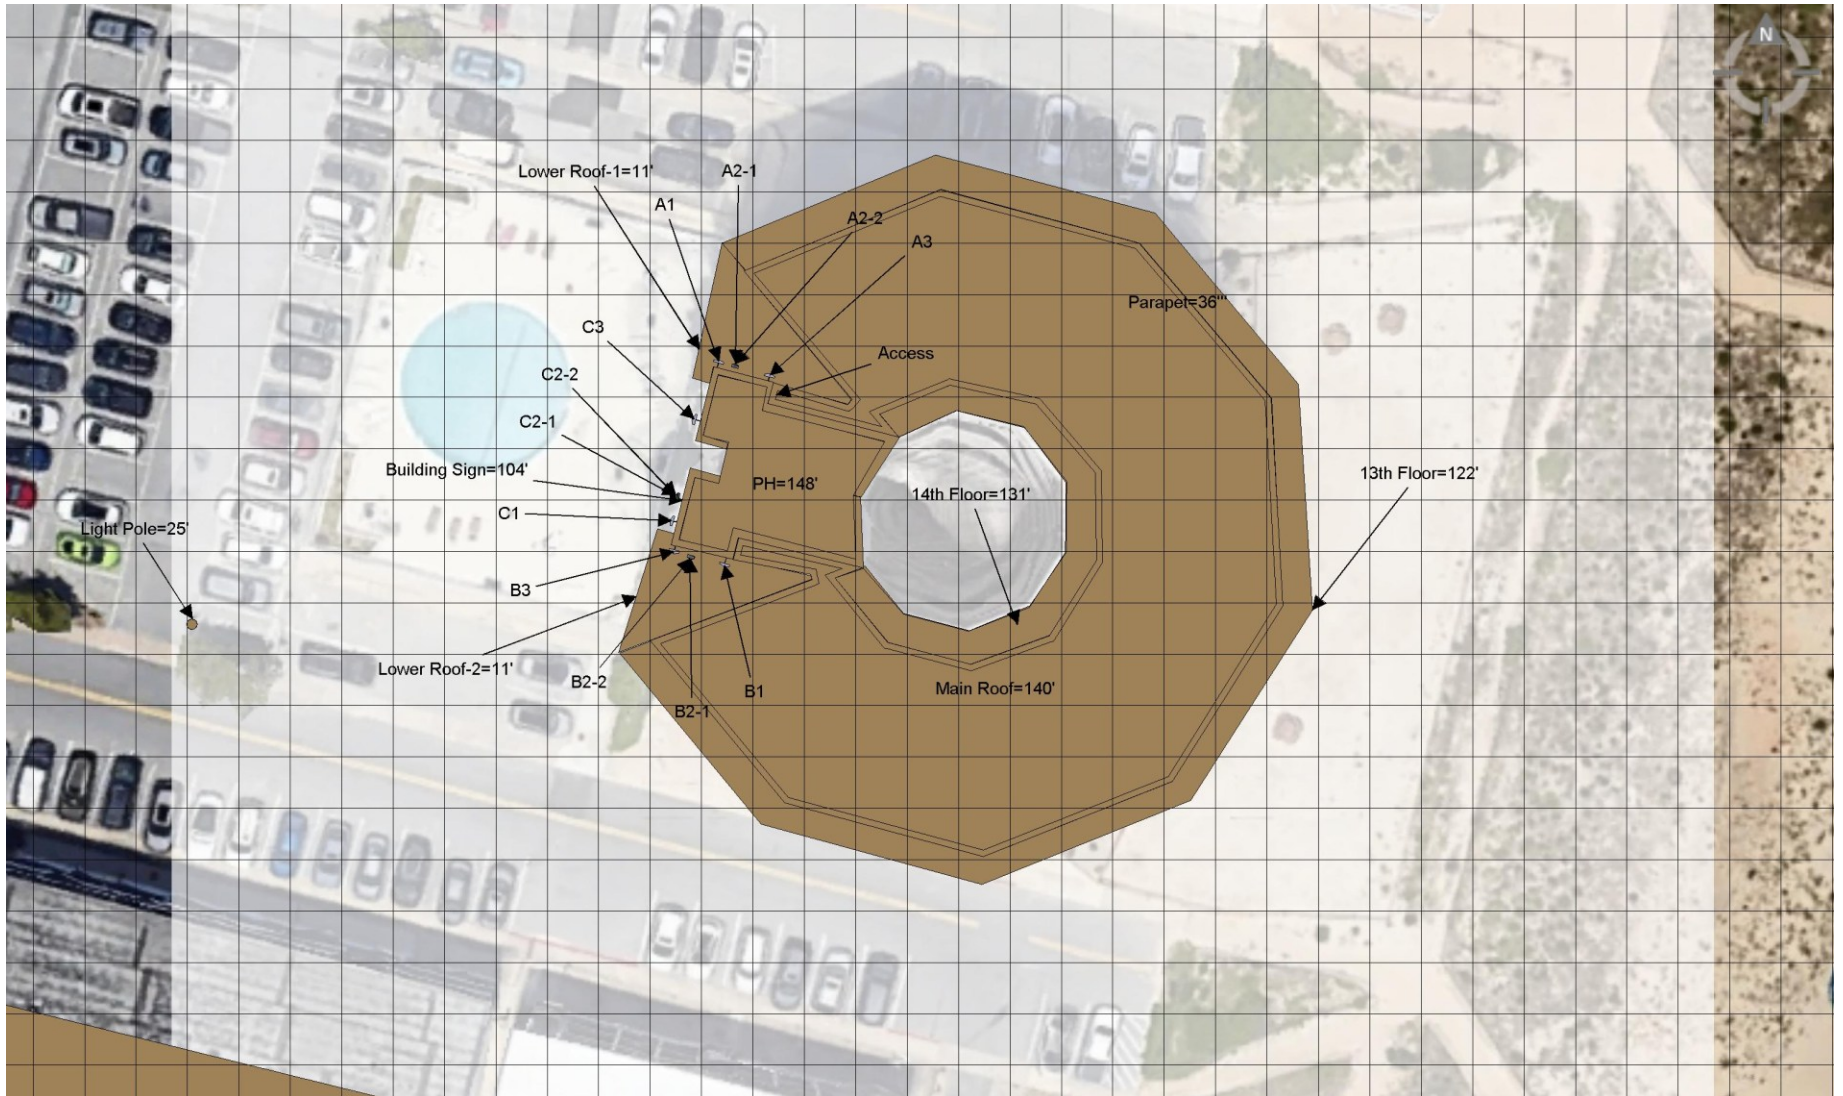 N
Lower Roof-1=11'
A2-1
A1
A2-2
A3
Parapet=36'''
C3
Access
C2-2
C2-1
Building Sign=104'
PH=148'
13th Floor=122'
14th Floor=131'
C1
Light Pole=25'
B3
Lower Roof-2=11'
B2-2
B1
Main Roof=140'
B2-1